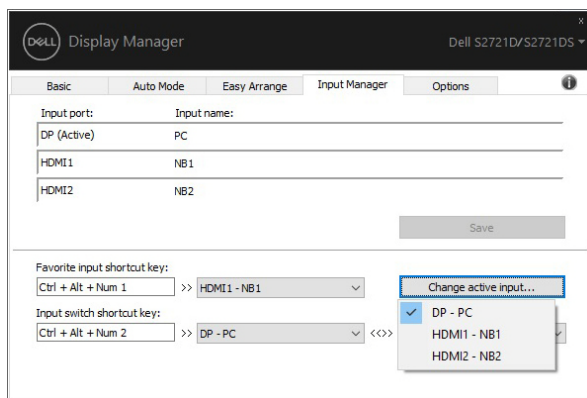 DELL Display Manager
x
Dell S2721D/S2721DS
Basic Auto Mode Easy Arrange Input Manager Options
Input port: Input name:
DP (Active) PC
HDMI1 NB1
HDMI2 NB2
Save
Favorite input shortcut key:
Ctrl + Alt + Num 1 >> HDMI1 - NB1 Change active input...
Input switch shortcut key:
Ctrl + Alt + Num 2 >> DP - PC <<>>
DP - PC
HDMI1 - NB1
HDMI2 - NB2